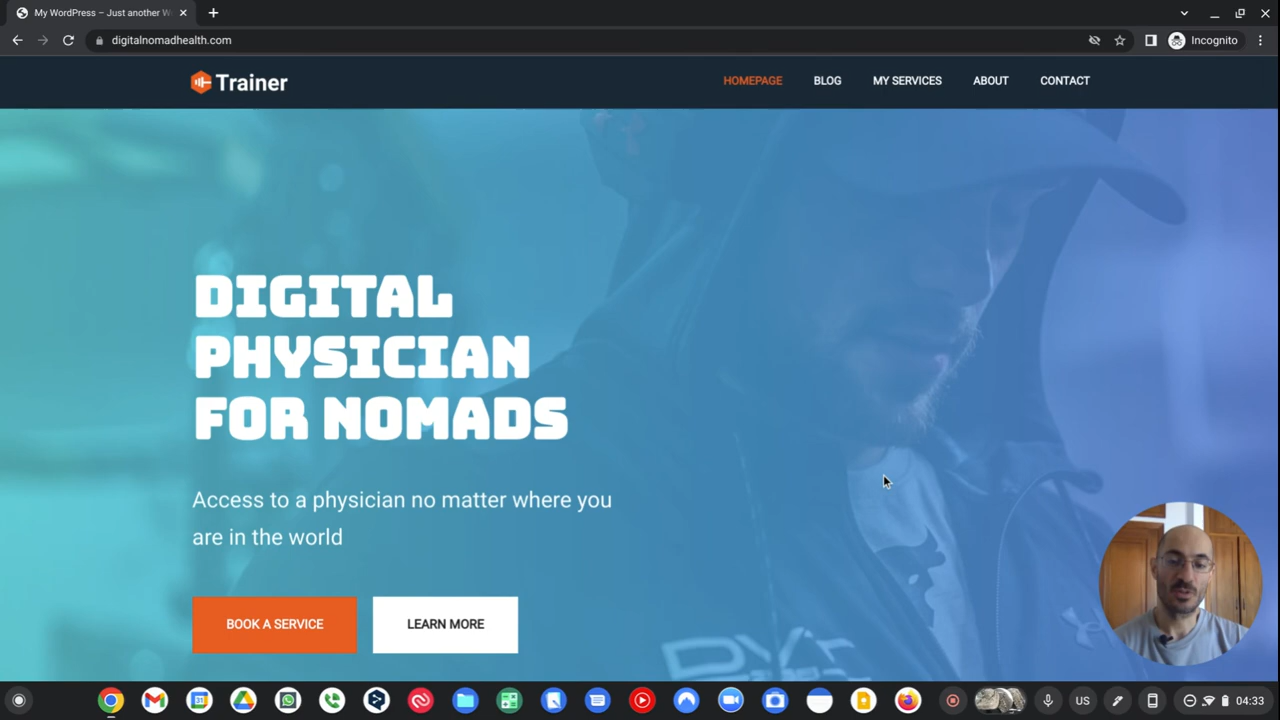 My WordPress – Just another W
digitalnomadhealth.com
Incognito
Trainer
HOMEPAGE
BLOG
MY SERVICES
ABOUT
CONTACT
DIGITAL
PHYSICIAN
FOR NOMADS
Access to a physician no matter where you
are in the world
BOOK A SERVICE
LEARN MORE
US
04:33